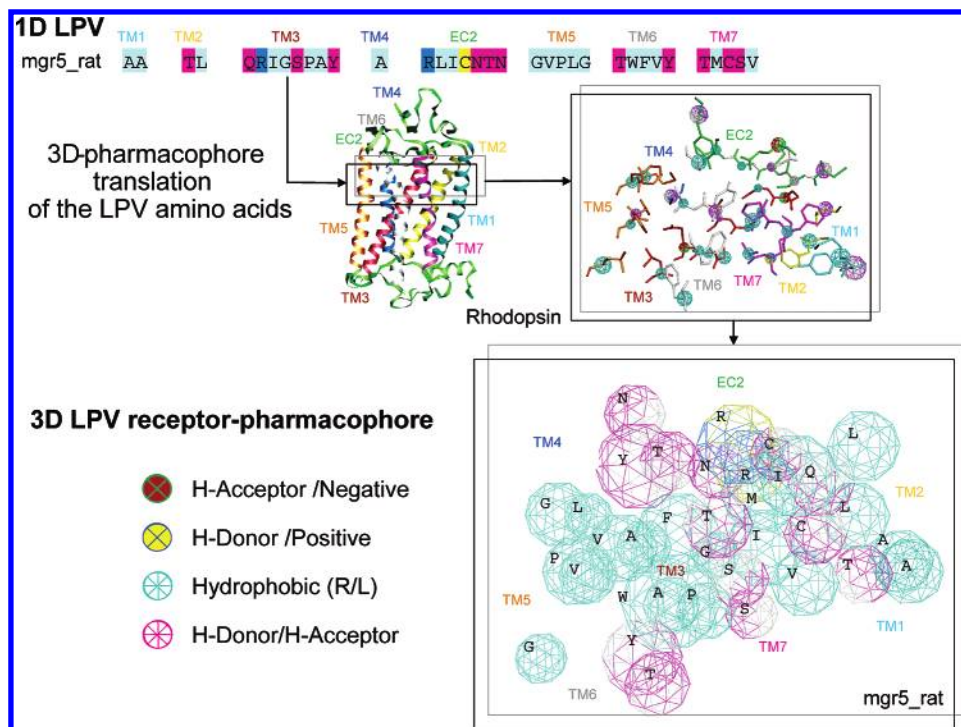 1D LPV
TM1 TM2 TM3 TM4 EC2 TM5 TM6 TM7
mgr5_rat AA TL QRIGSPAY A RLICNTN GVPLG TWFVY TMCSV
TM4
TM6
EC2
TM2
3D-pharmacophore
translation
of the LPV amino acids
TM5
TM1
TM7
TM3
Rhodopsin
EC2
TM4
TM5
TM1
TM3
TM6
TM7
TM2
3D LPV receptor-pharmacophore
H-Acceptor /Negative
H-Donor /Positive
Hydrophobic (R/L)
H-Donor/H-Acceptor
EC2
N R C L
TM4
Y T N R I Q
M
TM2
G L F T L
V A I C A
P V G S V T A
TM3
W A P S
TM5
TM1
TM7
G Y
T
TM6
mgr5_rat